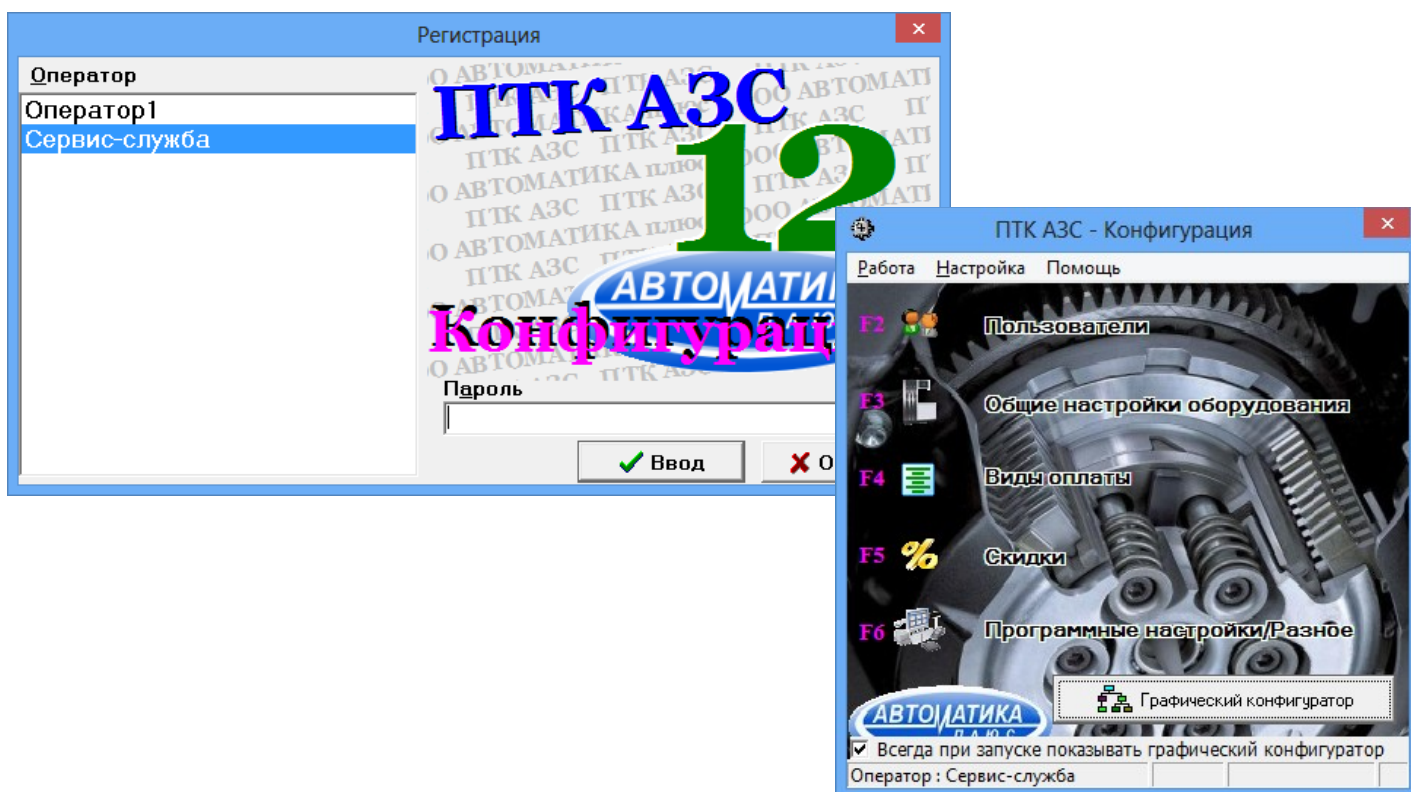 Регистрация
Оператор
Оператор1
Сервис-служба
ПТК АЗС
12
АВТОМАТИ
Конфигурац
Пароль
Ввод
О
ПТК АЗС - Конфигурация
Работа Настройка Помощь
F2 Пользователи
F3 Общие настройки оборудования
F4 Виды оплаты
F5 Скидки
F6 Программные настройки/Разное
Графический конфигуратор
АВТОМАТИКА
ПЛЮС
Всегда при запуске показывать графический конфигуратор
Оператор : Сервис-служба